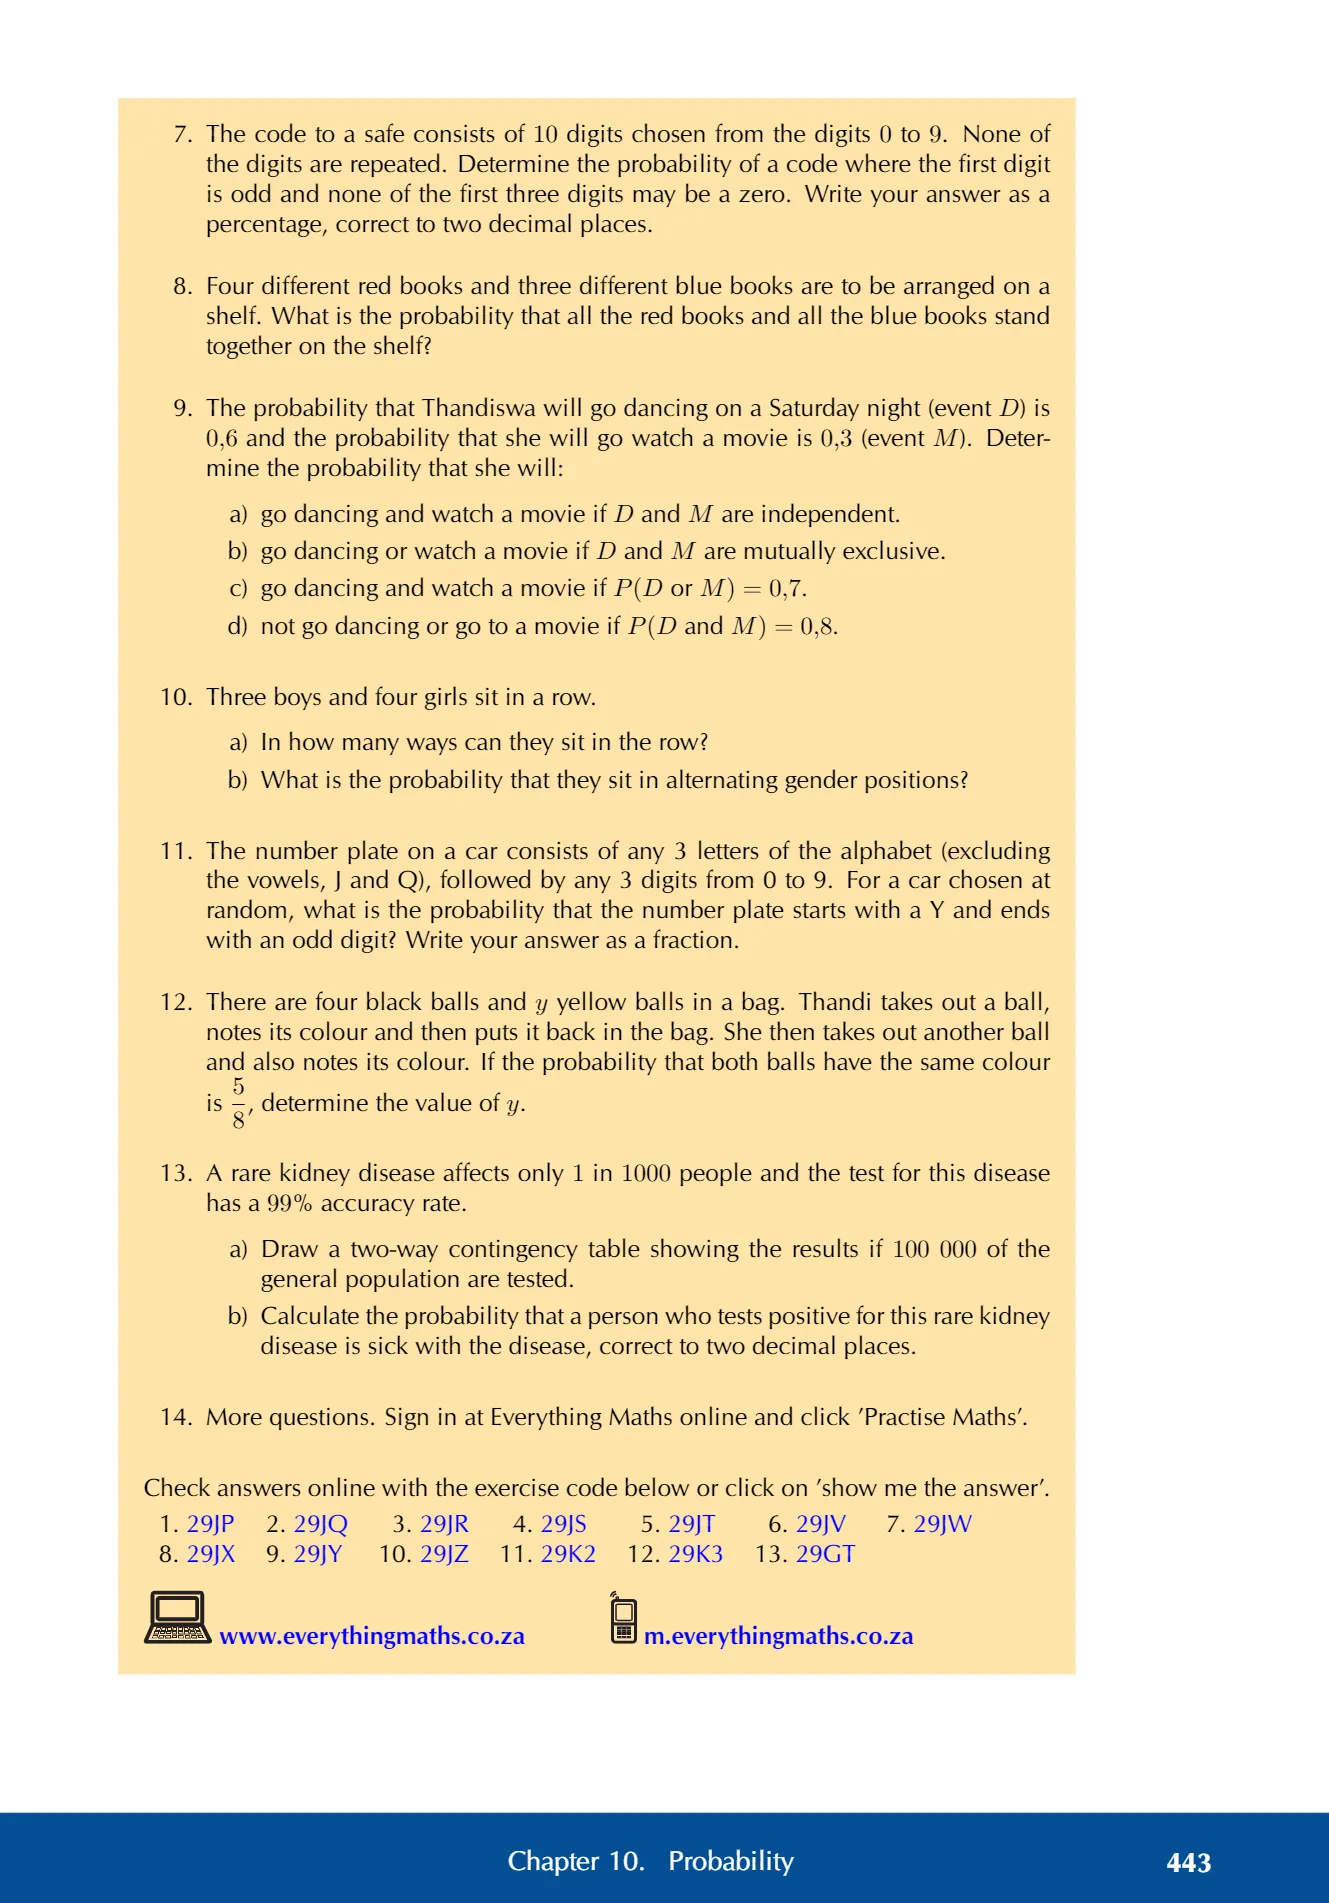 7. The code to a safe consists of 10 digits chosen from the digits 0 to 9. None of
the digits are repeated. Determine the probability of a code where the first digit
is odd and none of the first three digits may be a zero. Write your answer as a
percentage, correct to two decimal places.
8. Four different red books and three different blue books are to be arranged on a
shelf. What is the probability that all the red books and all the blue books stand
together on the shelf?
9. The probability that Thandiswa will go dancing on a Saturday night (event D) is
0,6 and the probability that she will go watch a movie is 0,3 (event M). Deter-
mine the probability that she will:
a) go dancing and watch a movie if D and M are independent.
b) go dancing or watch a movie if D and M are mutually exclusive.
c) go dancing and watch a movie if P(D or M) = 0,7.
d) not go dancing or go to a movie if P(D and M) = 0,8.
10. Three boys and four girls sit in a row.
a) In how many ways can they sit in the row?
b) What is the probability that they sit in alternating gender positions?
11. The number plate on a car consists of any 3 letters of the alphabet (excluding
the vowels, J and Q), followed by any 3 digits from 0 to 9. For a car chosen at
random, what is the probability that the number plate starts with a Y and ends
with an odd digit? Write your answer as a fraction.
12. There are four black balls and y yellow balls in a bag. Thandi takes out a ball,
notes its colour and then puts it back in the bag. She then takes out another ball
and also notes its colour. If the probability that both balls have the same colour
is 5/8, determine the value of y.
13. A rare kidney disease affects only 1 in 1000 people and the test for this disease
has a 99% accuracy rate.
a) Draw a two-way contingency table showing the results if 100 000 of the
general population are tested.
b) Calculate the probability that a person who tests positive for this rare kidney
disease is sick with the disease, correct to two decimal places.
14. More questions. Sign in at Everything Maths online and click ’Practise Maths’.
Check answers online with the exercise code below or click on ’show me the answer’.
1. 29JP 2. 29JQ 3. 29JR 4. 29JS 5. 29JT 6. 29JV 7. 29JW
8. 29JX 9. 29JY 10. 29JZ 11. 29K2 12. 29K3 13. 29GT
www.everythingmaths.co.za m.everythingmaths.co.za
Chapter 10. Probability 443